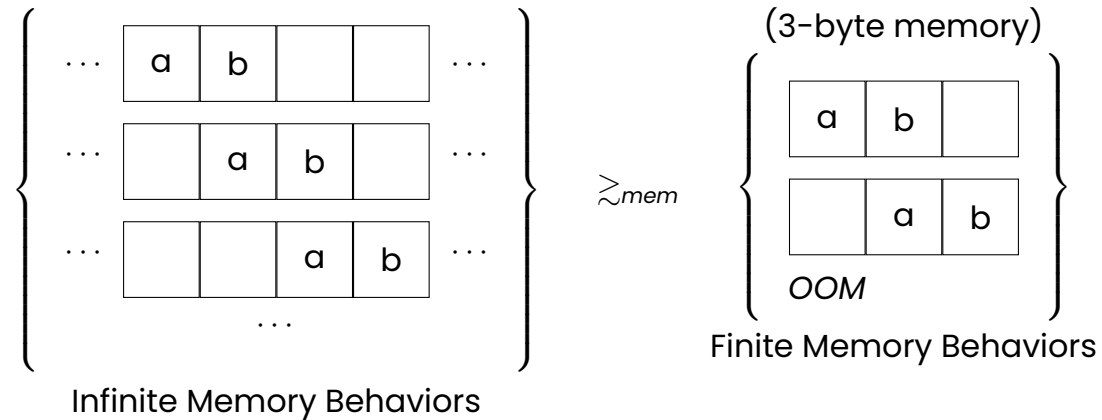 (3-byte memory)
⋯ a b ⋯
⋯ a b ⋯
⋯ a b ⋯
⋯
≳mem
a b
a b
OOM
Finite Memory Behaviors
Infinite Memory Behaviors